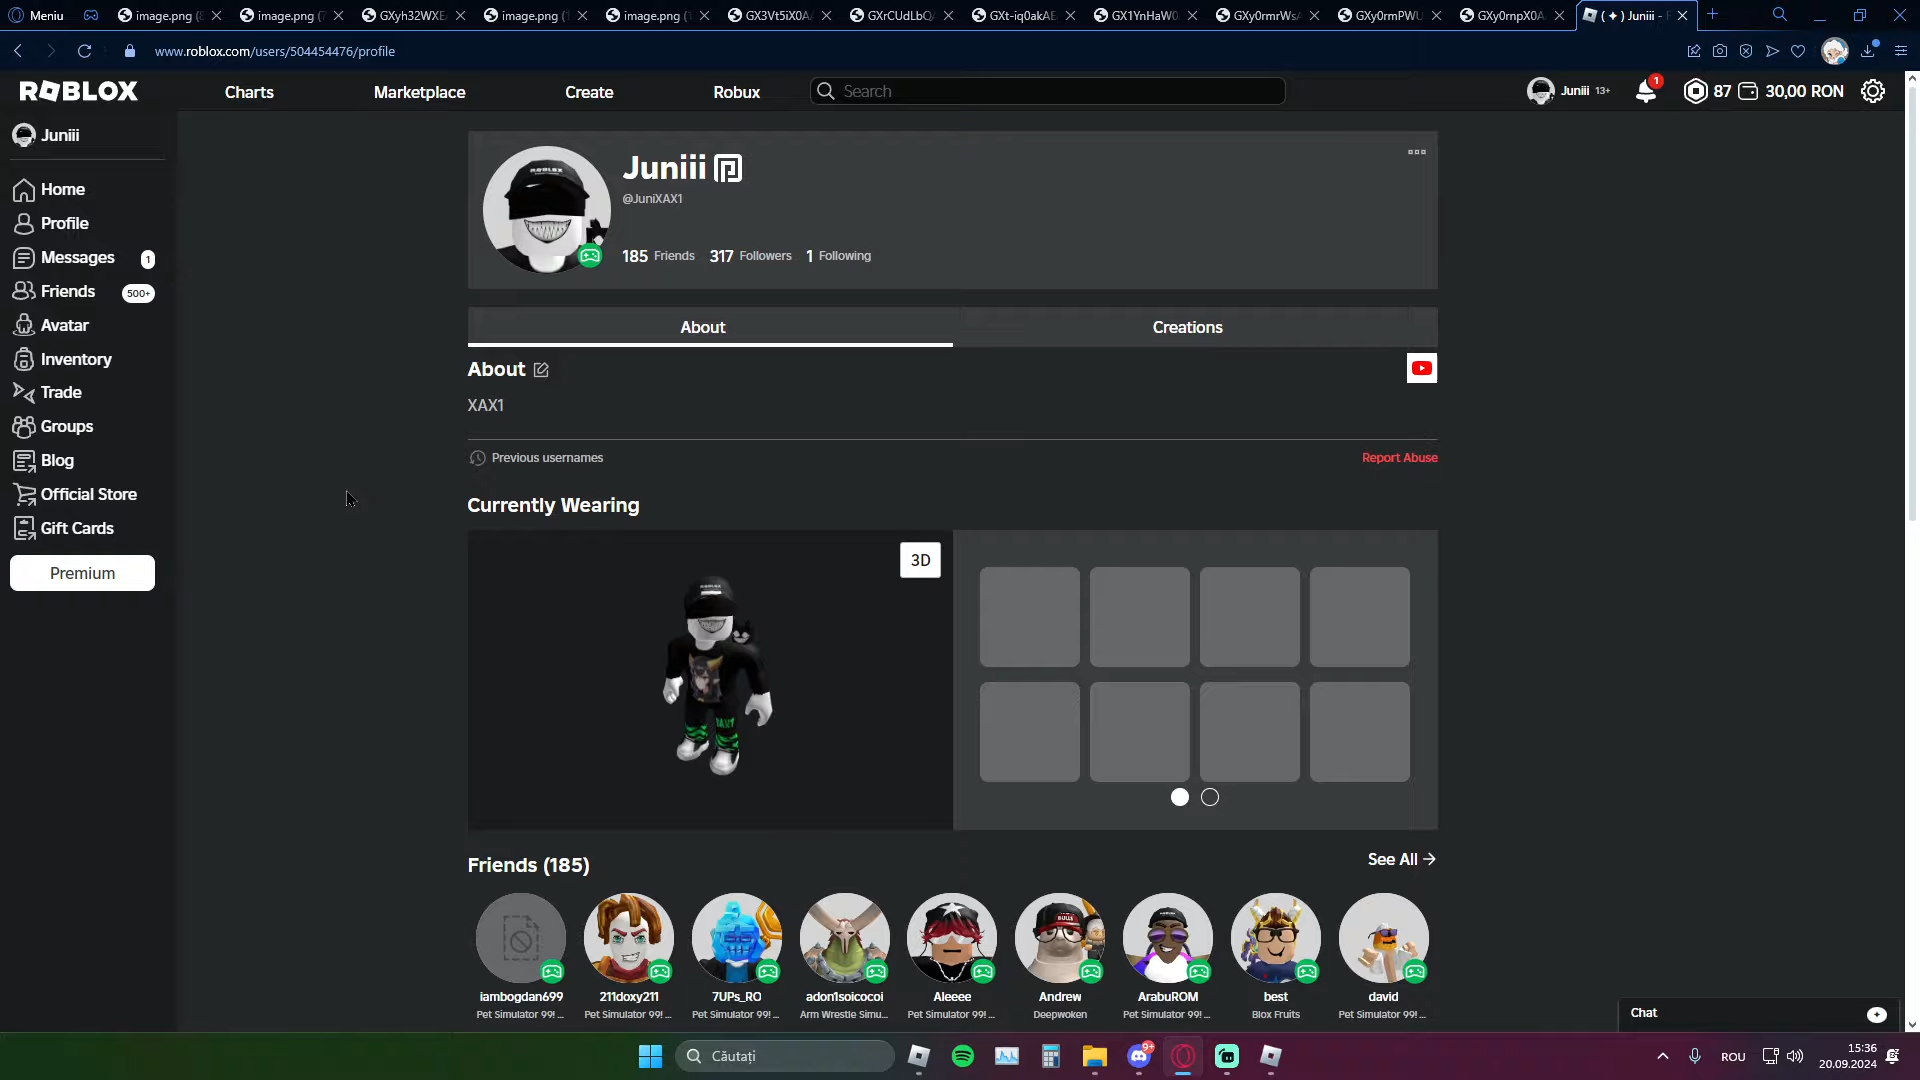 Meniu
image.png (
image.png (
GXyh32WXE
image.png (
image.png (
GX3Vt5iX0A
GXrCUdLbQ
GXt-iq0akAE
GX1YnHaW0
GXy0rmrWs
GXy0rmPWU
GXy0rnpX0A
( ✦ ) Juniii -
www.roblox.com/users/504454476/profile
ROBLOX
Charts
Marketplace
Create
Robux
Search
Juniii 13+
1
87
30,00 RON
Juniii
Home
Profile
Messages 1
Friends 500+
Avatar
Inventory
Trade
Groups
Blog
Official Store
Gift Cards
Premium
Juniii
@JuniXAX1
185 Friends 317 Followers 1 Following
About
Creations
About
XAX1
Previous usernames
Report Abuse
Currently Wearing
3D
Friends (185)
See All
iambogdan699
Pet Simulator 99! ...
211doxy211
Pet Simulator 99! ...
7UPs_RO
Pet Simulator 99! ...
adon1soicocoi
Arm Wrestle Simu...
Aleeee
Pet Simulator 99! ...
Andrew
Deepwoken
ArabuROM
Pet Simulator 99! ...
best
Blox Fruits
david
Pet Simulator 99! ...
Chat
Căutați
9+
ROU
15:36
20.09.2024